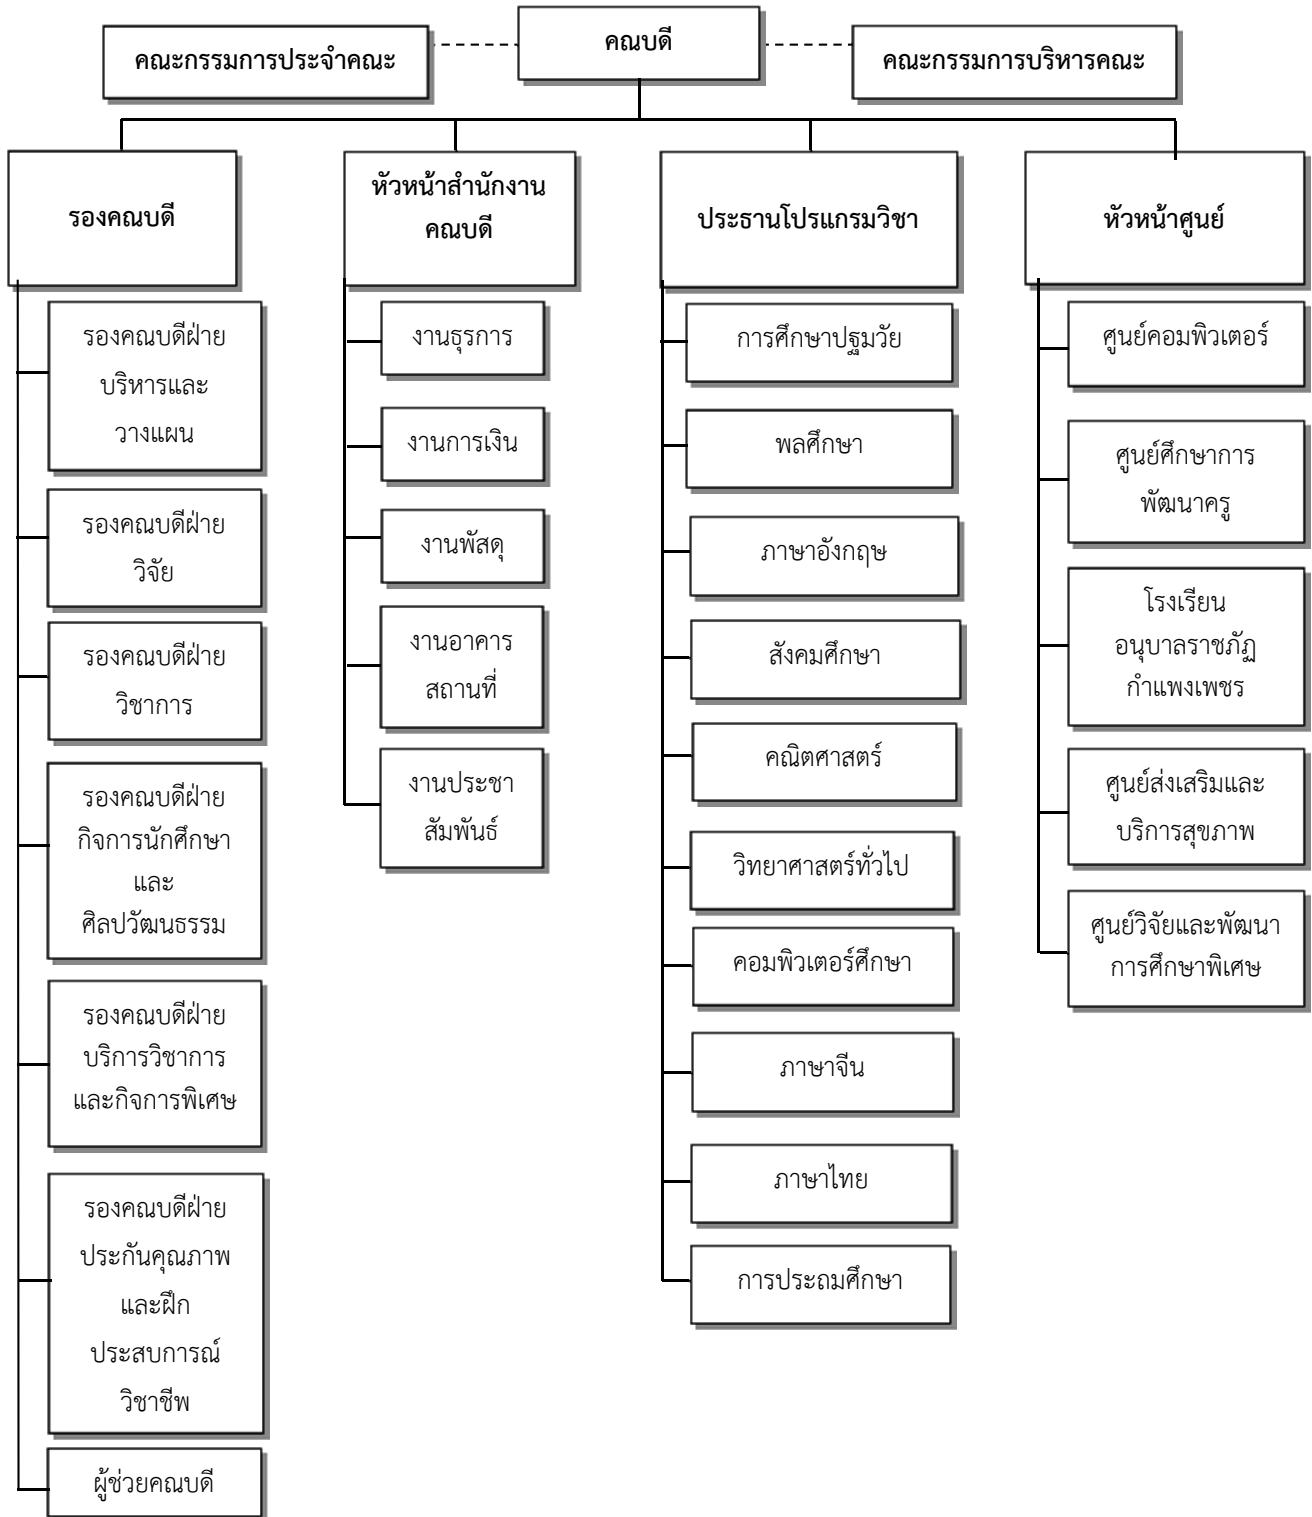 คณบดี
คณะกรรมการประจำคณะ
คณะกรรมการบริหารคณะ
รองคณบดี
หัวหน้าสำนักงาน
คณบดี
ประธานโปรแกรมวิชา
หัวหน้าศูนย์
รองคณบดีฝ่าย
บริหารและ
วางแผน
รองคณบดีฝ่าย
วิจัย
รองคณบดีฝ่าย
วิชาการ
รองคณบดีฝ่าย
กิจการนักศึกษา
และ
ศิลปวัฒนธรรม
รองคณบดีฝ่าย
บริการวิชาการ
และกิจการพิเศษ
รองคณบดีฝ่าย
ประกันคุณภาพ
และฝึก
ประสบการณ์
วิชาชีพ
ผู้ช่วยคณบดี
งานธุรการ
งานการเงิน
งานพัสดุ
งานอาคาร
สถานที่
งานประชา
สัมพันธ์
การศึกษาปฐมวัย
พลศึกษา
ภาษาอังกฤษ
สังคมศึกษา
คณิตศาสตร์
วิทยาศาสตร์ทั่วไป
คอมพิวเตอร์ศึกษา
ภาษาจีน
ภาษาไทย
การประถมศึกษา
ศูนย์คอมพิวเตอร์
ศูนย์ศึกษาการ
พัฒนาครู
โรงเรียน
อนุบาลราชภัฏ
กำแพงเพชร
ศูนย์ส่งเสริมและ
บริการสุขภาพ
ศูนย์วิจัยและพัฒนา
การศึกษาพิเศษ